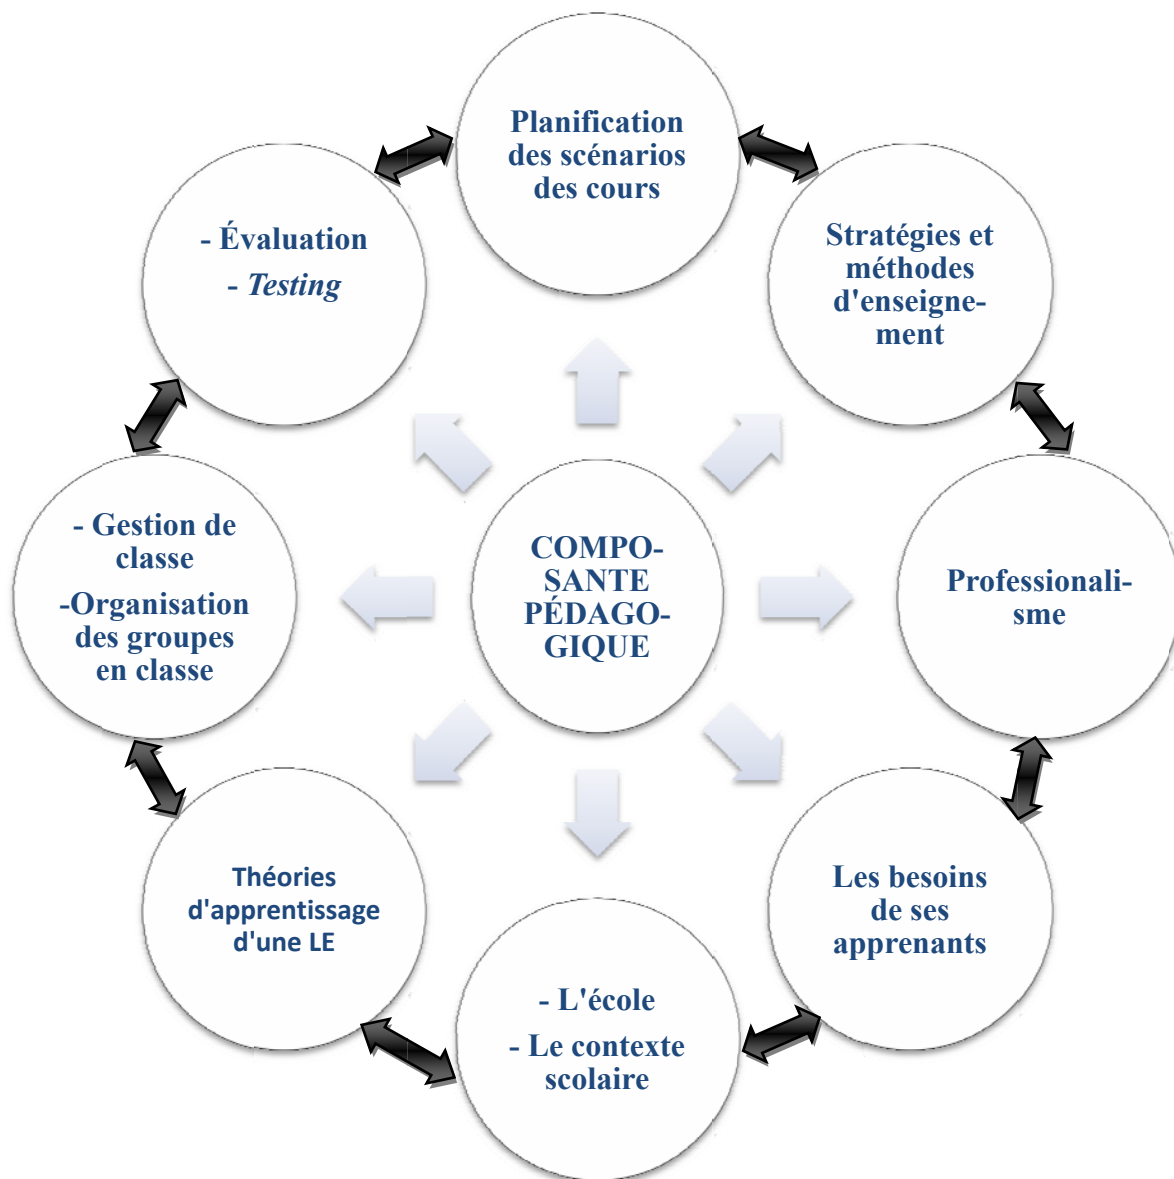 Planification
des scénarios
des cours
Stratégies et
méthodes
d'enseigne-
ment
Professionali-
sme
Les besoins
de ses
apprenants
- L'école
- Le contexte
scolaire
Théories
d'apprentissage
d'une LE
- Gestion de
classe
-Organisation
des groupes
en classe
- Évaluation
- Testing
COMPO-
SANTE
PÉDAGO-
GIQUE